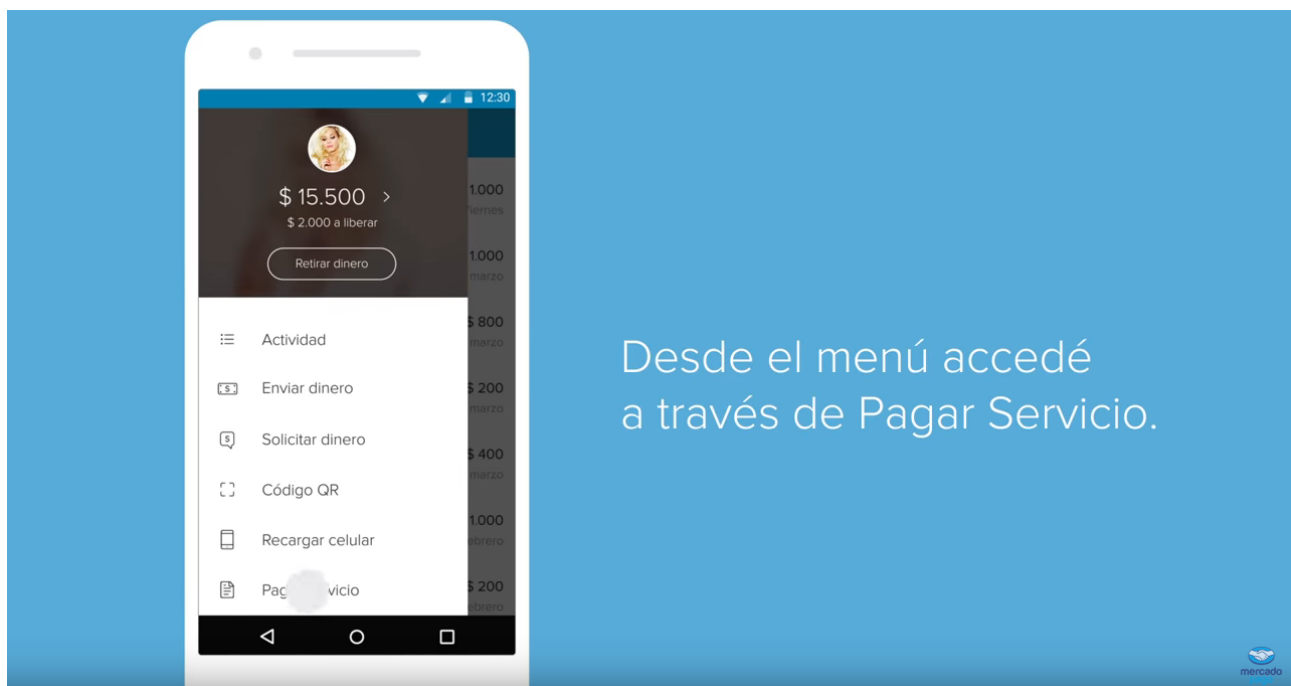 12:30
$ 15.500 >
$ 2.000 a liberar
Retirar dinero
Actividad
Enviar dinero
Solicitar dinero
Código QR
Recargar celular
1.000
1.000
marzo
$ 800
marzo
$ 200
marzo
$ 400
marzo
1.000
$ 200
Desde el menú accedé
a través de Pagar Servicio.
mercado